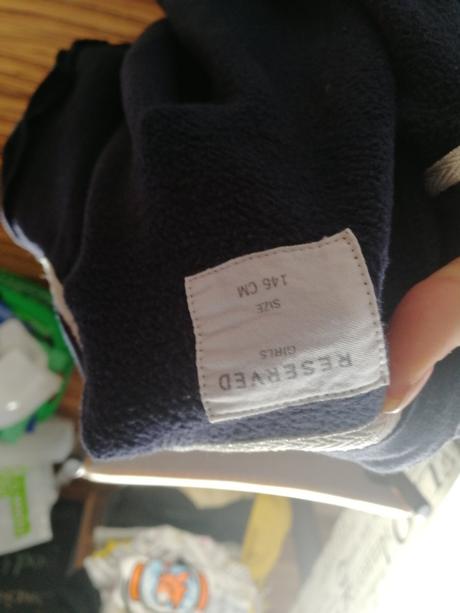 RESERVED
GIRLS
SIZE
146 CM